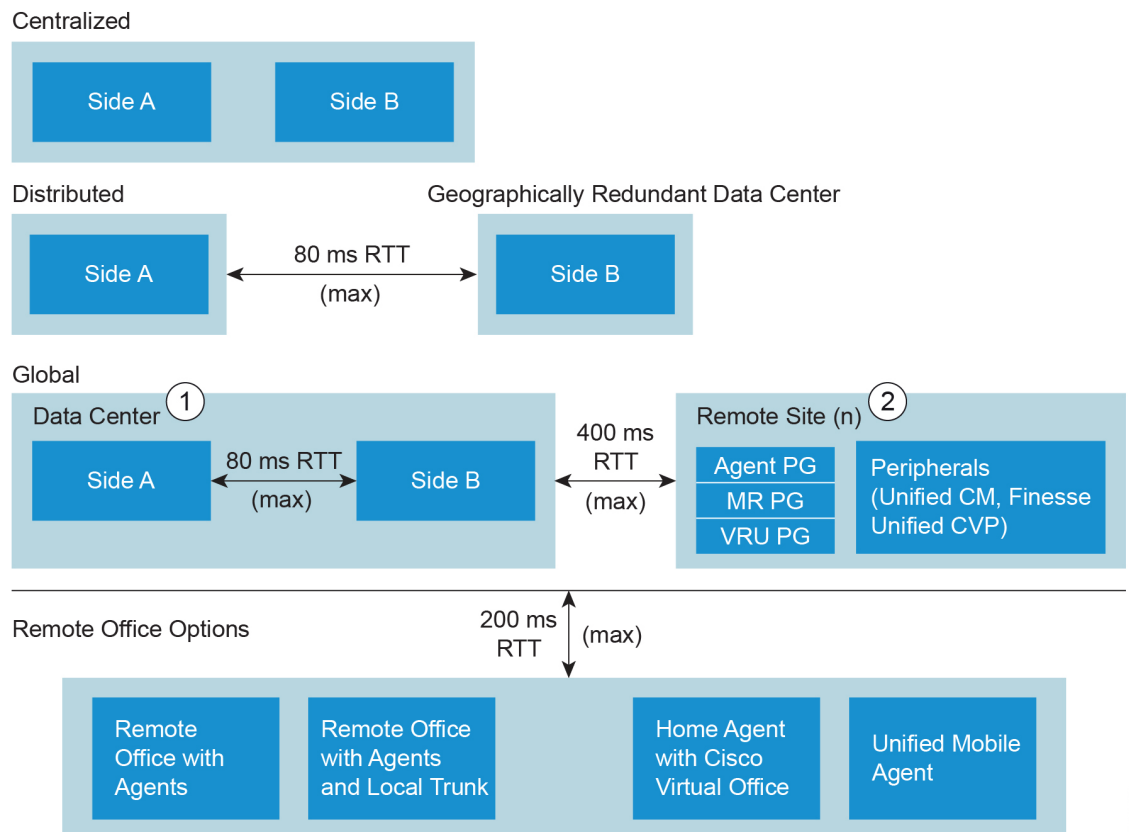 Centralized
Side A
Side B
Distributed
Geographically Redundant Data Center
Side A
80 ms RTT
(max)
Side B
Global
Data Center
1
Side A
80 ms RTT
(max)
Side B
400 ms
RTT
(max)
Remote Site (n)
2
Agent PG
MR PG
VRU PG
Peripherals
(Unified CM, Finesse
Unified CVP)
Remote Office Options
200 ms
RTT
(max)
Remote
Office with
Agents
Remote Office
with Agents
and Local Trunk
Home Agent
with Cisco
Virtual Office
Unified Mobile
Agent